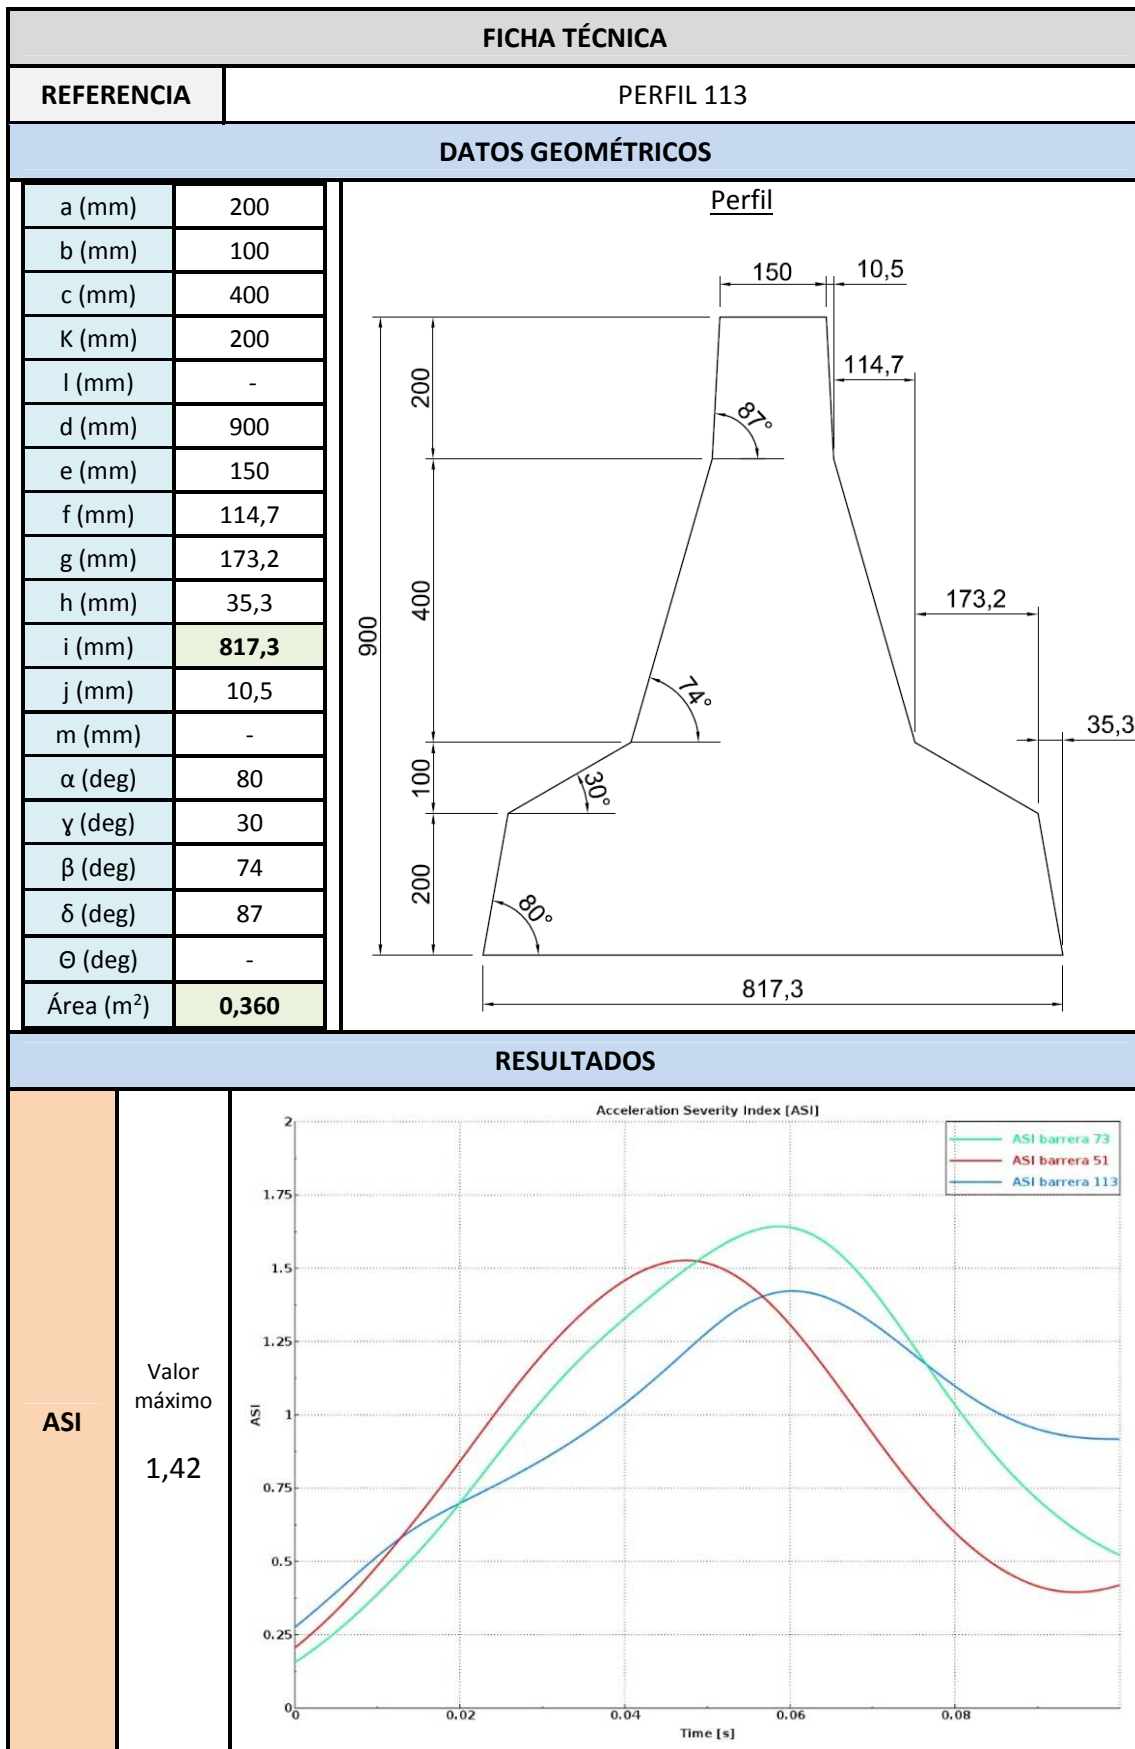 FICHA TÉCNICA
REFERENCIA PERFIL 113
DATOS GEOMÉTRICOS
a (mm) 200
b (mm) 100
c (mm) 400
K (mm) 200
l (mm) -
d (mm) 900
e (mm) 150
f (mm) 114,7
g (mm) 173,2
h (mm) 35,3
i (mm) 817,3
j (mm) 10,5
m (mm) -
α (deg) 80
ɣ (deg) 30
β (deg) 74
δ (deg) 87
Θ (deg) -
Área (m²) 0,360
Perfil
150 10,5
200
114,7
87°
900
400
173,2
74°
35,3
100
30°
200
80°
817,3
RESULTADOS
ASI
Valor
máximo
1,42
Acceleration Severity Index [ASI]
ASI barrera 73
ASI barrera 51
ASI barrera 113
2
1.75
1.5
1.25
1
0.75
0.5
0.25
0
ASI
0 0.02 0.04 0.06 0.08
Time [s]